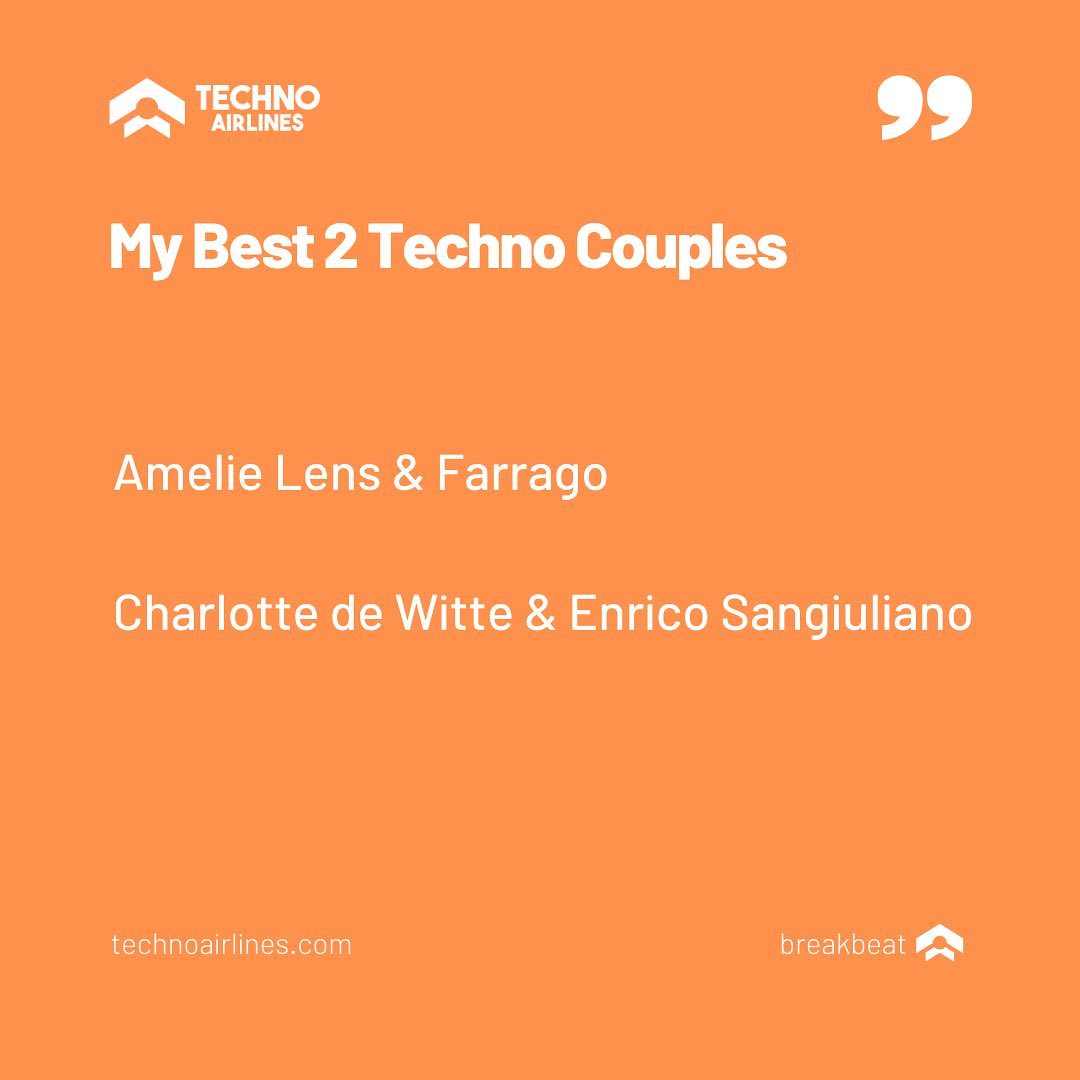 TECHNO
AIRLINES
”
My Best 2 Techno Couples
Amelie Lens & Farrago
Charlotte de Witte & Enrico Sangiuliano
technoairlines.com
breakbeat